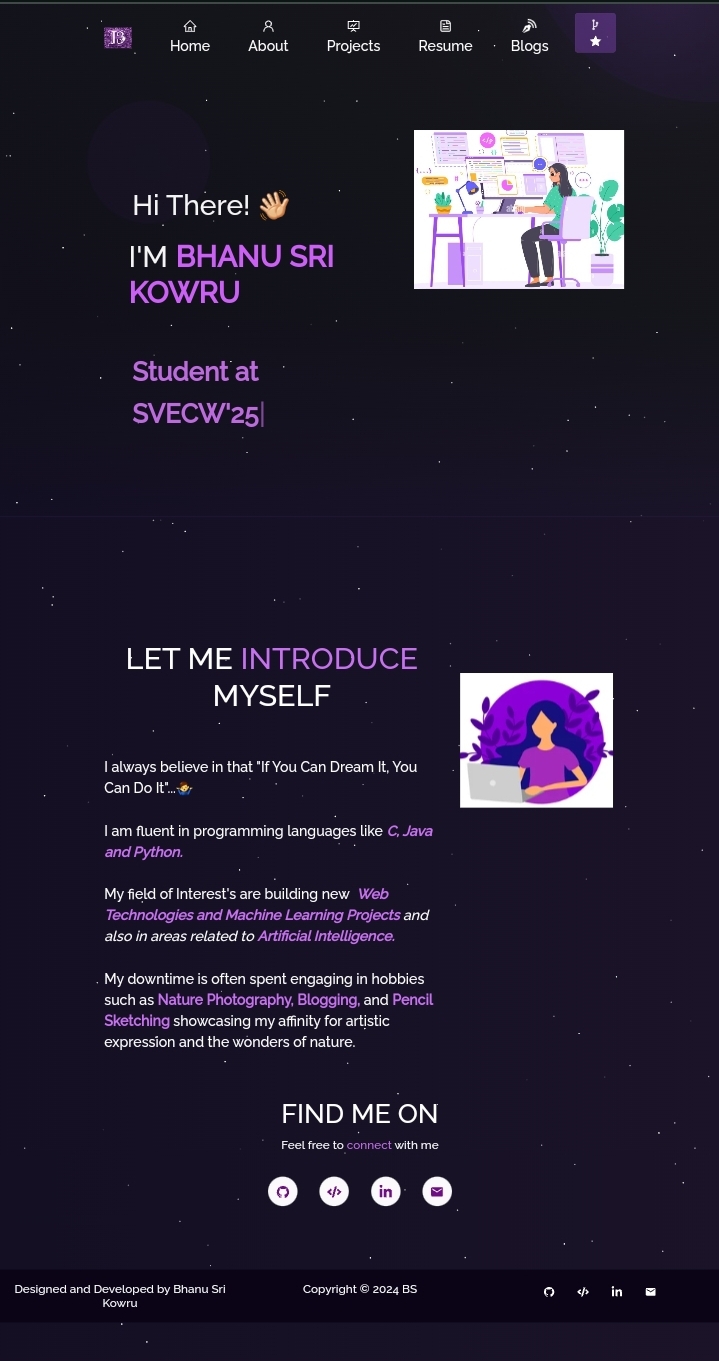 Home About Projects Resume Blogs
Hi There! 👋🏼
I'M BHANU SRI
KOWRU
Student at
SVECW'25|
LET ME INTRODUCE
MYSELF
I always believe in that "If You Can Dream It, You
Can Do It"...🤷‍♂️
I am fluent in programming languages like C, Java
and Python.
My field of Interest's are building new Web
Technologies and Machine Learning Projects and
also in areas related to Artificial Intelligence.
My downtime is often spent engaging in hobbies
such as Nature Photography, Blogging, and Pencil
Sketching showcasing my affinity for artistic
expression and the wonders of nature.
FIND ME ON
Feel free to connect with me
Designed and Developed by Bhanu Sri
Kowru
Copyright © 2024 BS